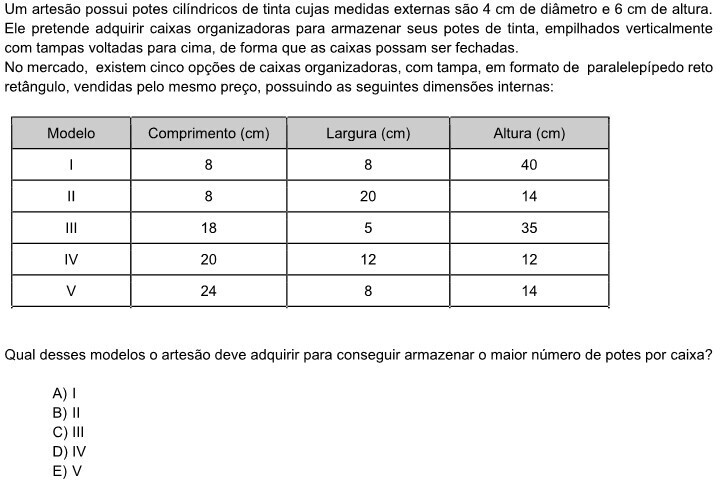 Um artesão possui potes cilíndricos de tinta cujas medidas externas são 4 cm de diâmetro e 6 cm de altura.
Ele pretende adquirir caixas organizadoras para armazenar seus potes de tinta, empilhados verticalmente
com tampas voltadas para cima, de forma que as caixas possam ser fechadas.
No mercado, existem cinco opções de caixas organizadoras, com tampa, em formato de paralelepípedo reto
retângulo, vendidas pelo mesmo preço, possuindo as seguintes dimensões internas:
Modelo Comprimento (cm) Largura (cm) Altura (cm)
I 8 8 40
II 8 20 14
III 18 5 35
IV 20 12 12
V 24 8 14
Qual desses modelos o artesão deve adquirir para conseguir armazenar o maior número de potes por caixa?
A) I
B) II
C) III
D) IV
E) V